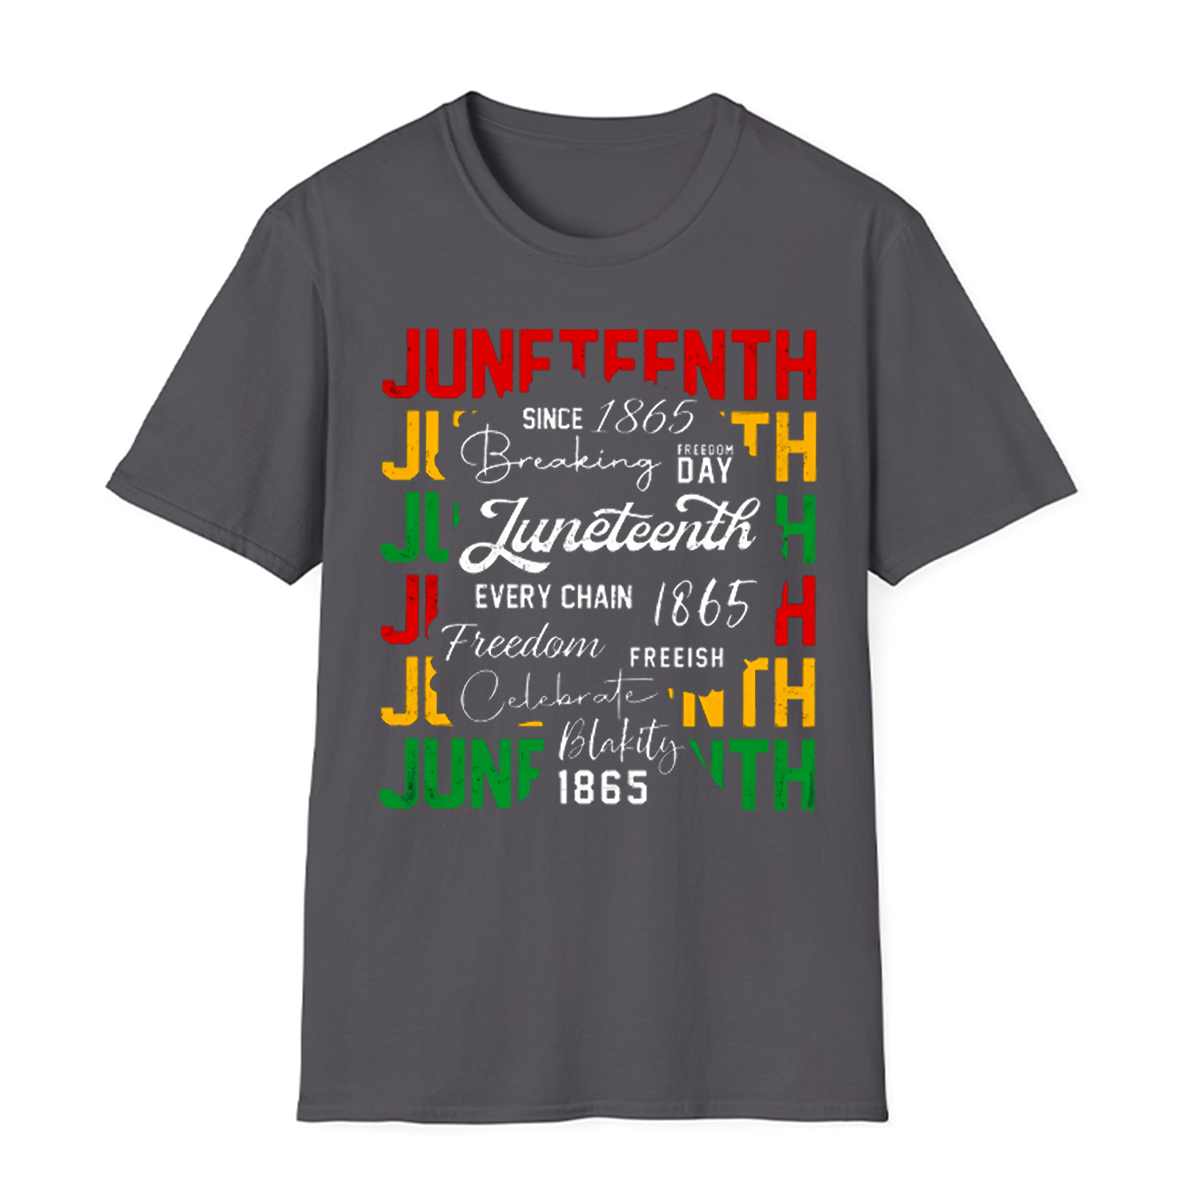 JUNETEENTH
SINCE 1865
Breaking FREEDOM DAY
Juneteenth
EVERY CHAIN 1865
Freedom FREEISH
Celebrate
Blakity
1865